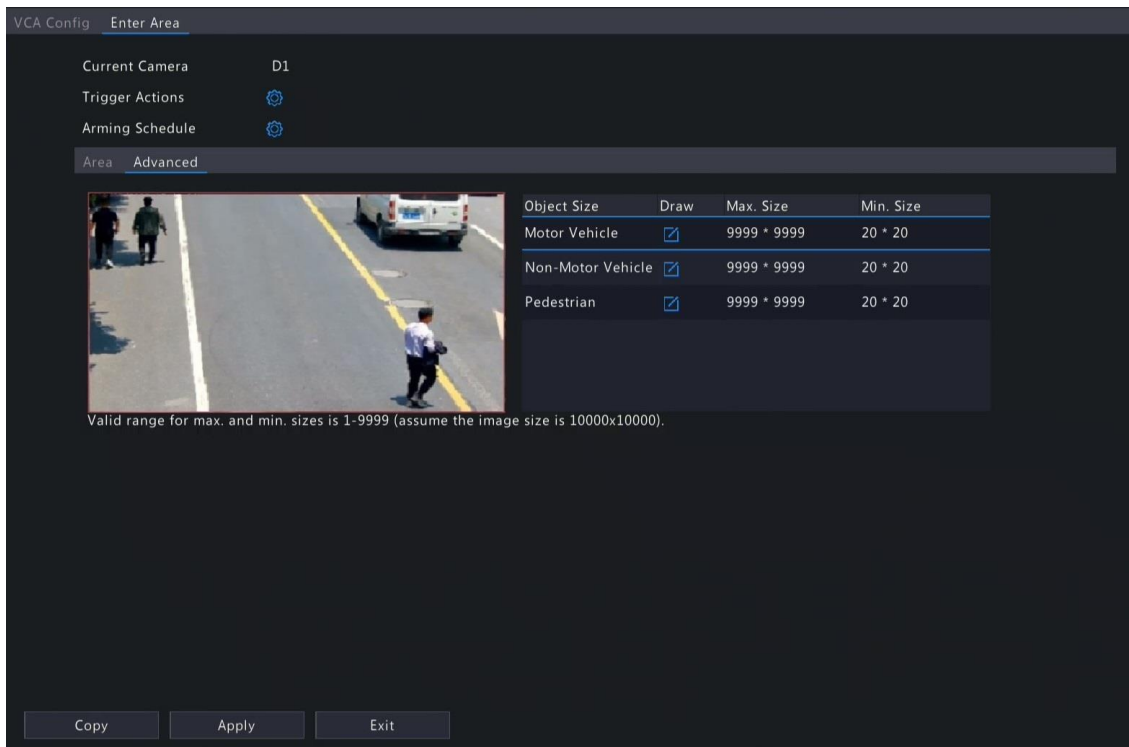 VCA Config Enter Area
Current Camera D1
Trigger Actions
Arming Schedule
Area Advanced
Object Size Draw Max. Size Min. Size
Motor Vehicle 9999 * 9999 20 * 20
Non-Motor Vehicle 9999 * 9999 20 * 20
Pedestrian 9999 * 9999 20 * 20
Valid range for max. and min. sizes is 1-9999 (assume the image size is 10000x10000).
Copy Apply Exit